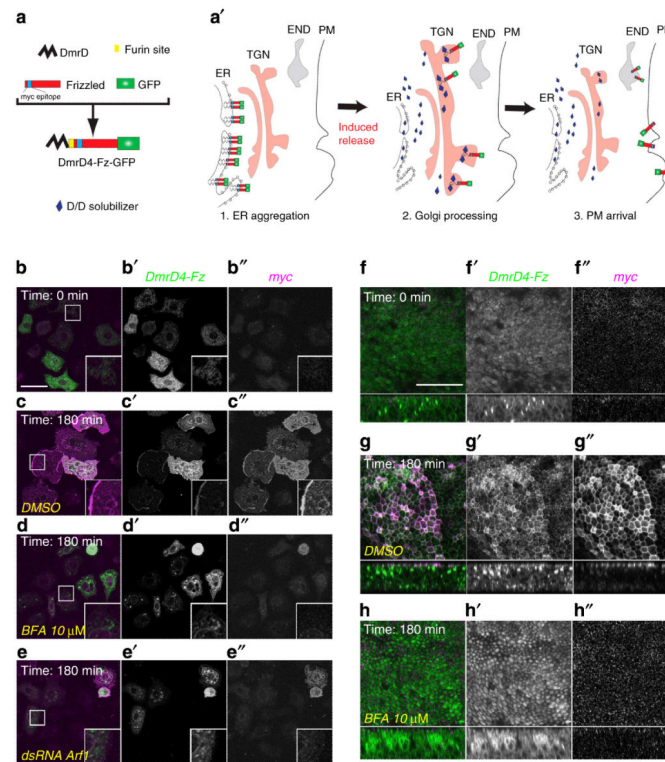 a
DmrD
Furin site
Frizzled
GFP
myc epitope
DmrD4-Fz-GFP
D/D solubilizer
a′
ER
TGN
END
PM
Induced
release
ER
TGN
END
PM
ER
TGN
END
PM
1. ER aggregation
2. Golgi processing
3. PM arrival
b
b′
DmrD4-Fz
b″
myc
Time: 0 min
c
c′
c″
Time: 180 min
DMSO
d
d′
d″
Time: 180 min
BFA 10 μM
e
e′
e″
Time: 180 min
dsRNA Arf1
f
f′
DmrD4-Fz
f″
myc
Time: 0 min
g
g′
g″
Time: 180 min
DMSO
h
h′
h″
Time: 180 min
BFA 10 μM